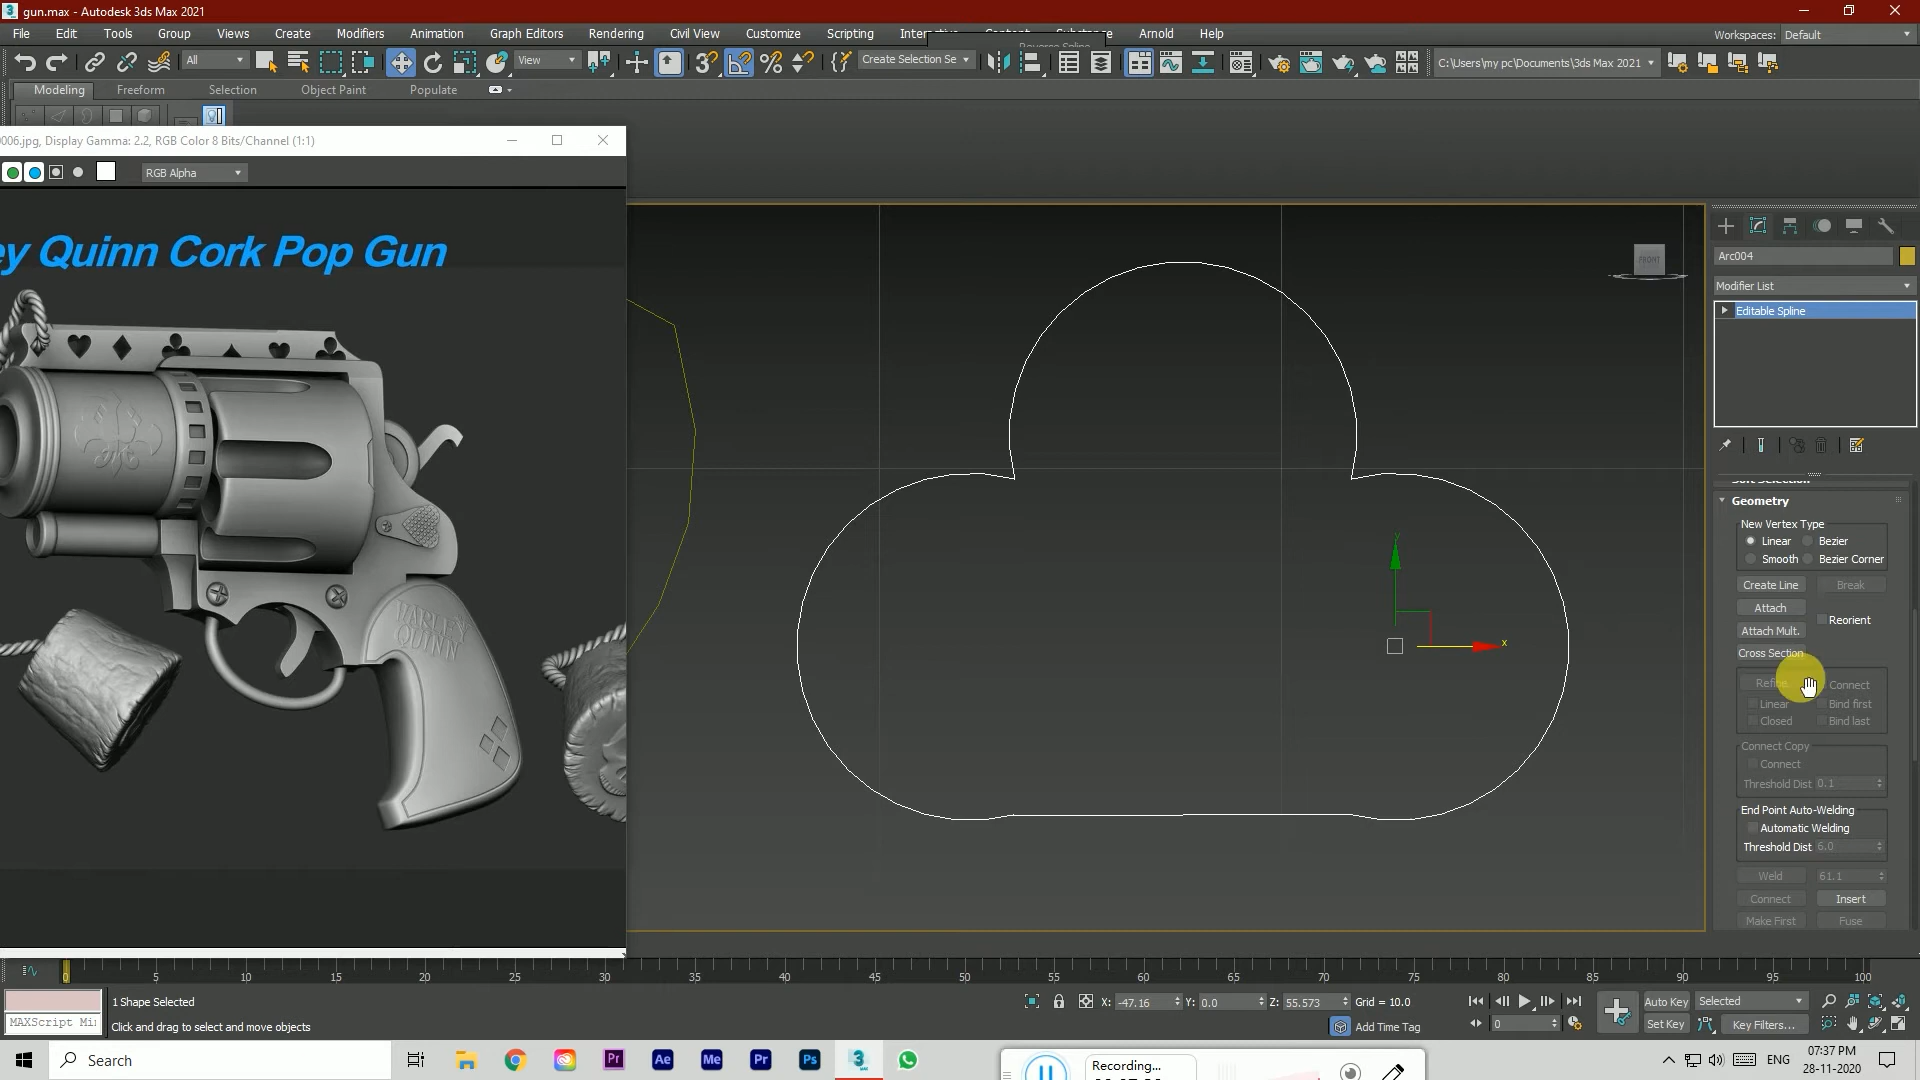 gun.max - Autodesk 3ds Max 2021
File Edit Tools Group Views Create Modifiers Animation Graph Editors Rendering Civil View Customize Scripting Arnold Help
Workspaces: Default
All View Create Selection Se C:\Users\my pc\Documents\3ds Max 2021
Modeling Freeform Selection Object Paint Populate
006.jpg, Display Gamma: 2.2, RGB Color 8 Bits/Channel (1:1)
RGB Alpha
ey Quinn Cork Pop Gun
HARLEY
QUINN
FRONT
y
x
Arc004
Modifier List
Editable Spline
Geometry
New Vertex Type
Linear Bezier
Smooth Bezier Corner
Create Line Break
Attach
Reorient
Attach Mult.
Cross Section
Refine Connect
Linear Bind first
Closed Bind last
Connect Copy
Connect
Threshold Dist 0.1
End Point Auto-Welding
Automatic Welding
Threshold Dist 6.0
Weld 61.1
Connect Insert
Make First Fuse
0 5 10 15 20 25 30 35 40 45 50 55 60 65 70 75 80 85 90 95 100
1 Shape Selected
X: -47.16 Y: 0.0 Z: 55.573 Grid = 10.0
Auto Key Selected
MAXScript Mi
Click and drag to select and move objects
Add Time Tag
0
Set Key Key Filters...
Search
Recording...
ENG
07:37 PM
28-11-2020